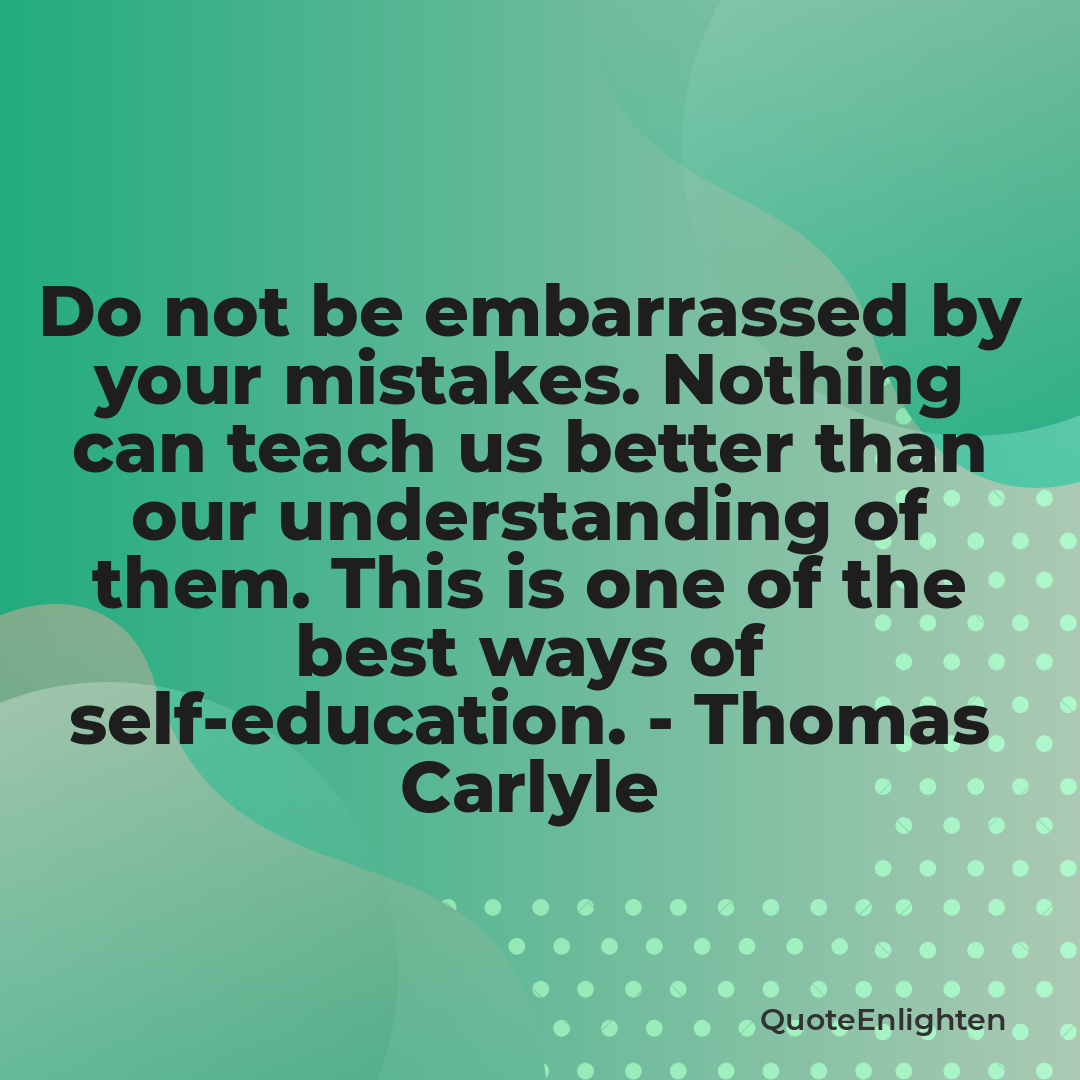 Do not be embarrassed by
your mistakes. Nothing
can teach us better than
our understanding of
them. This is one of the
best ways of
self-education. - Thomas
Carlyle
QuoteEnlighten